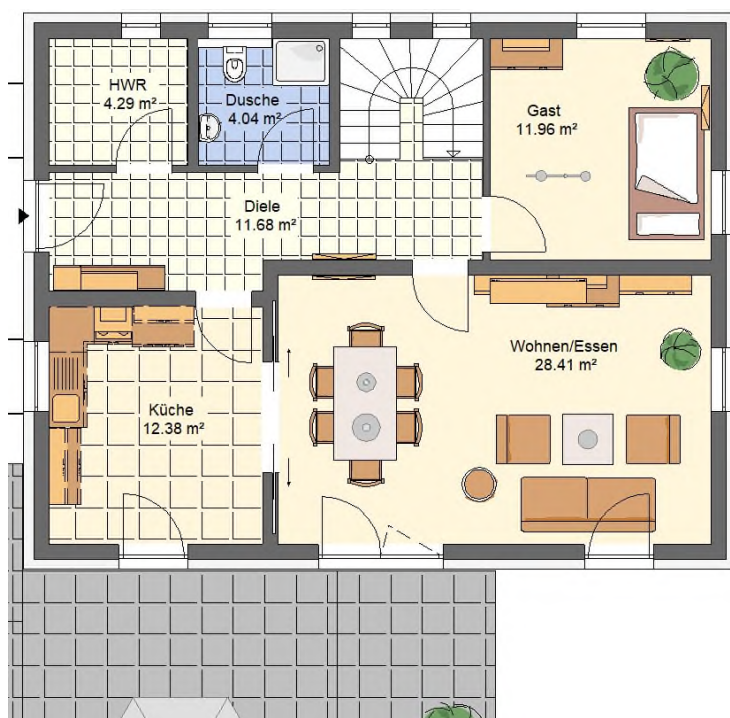 HWR
4.29 m²
Dusche
4.04 m²
Gast
11.96 m²
Diele
11.68 m²
Wohnen/Essen
28.41 m²
Küche
12.38 m²